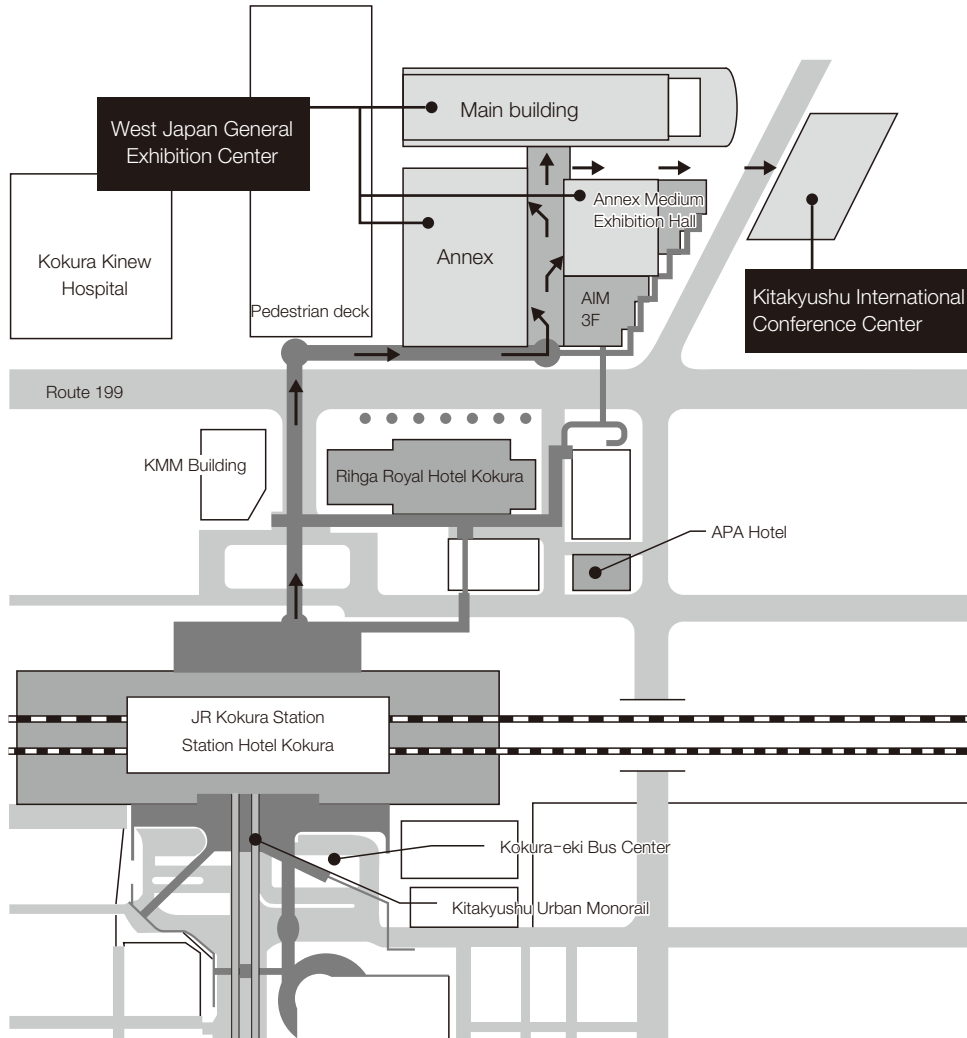 Main building
West Japan General
Exhibition Center
Annex Medium
Exhibition Hall
Kokura Kinew
Hospital
Annex
Pedestrian deck
AIM
3F
Kitakyushu International
Conference Center
Route 199
KMM Building
Rihga Royal Hotel Kokura
APA Hotel
JR Kokura Station
Station Hotel Kokura
Kokura-eki Bus Center
Kitakyushu Urban Monorail